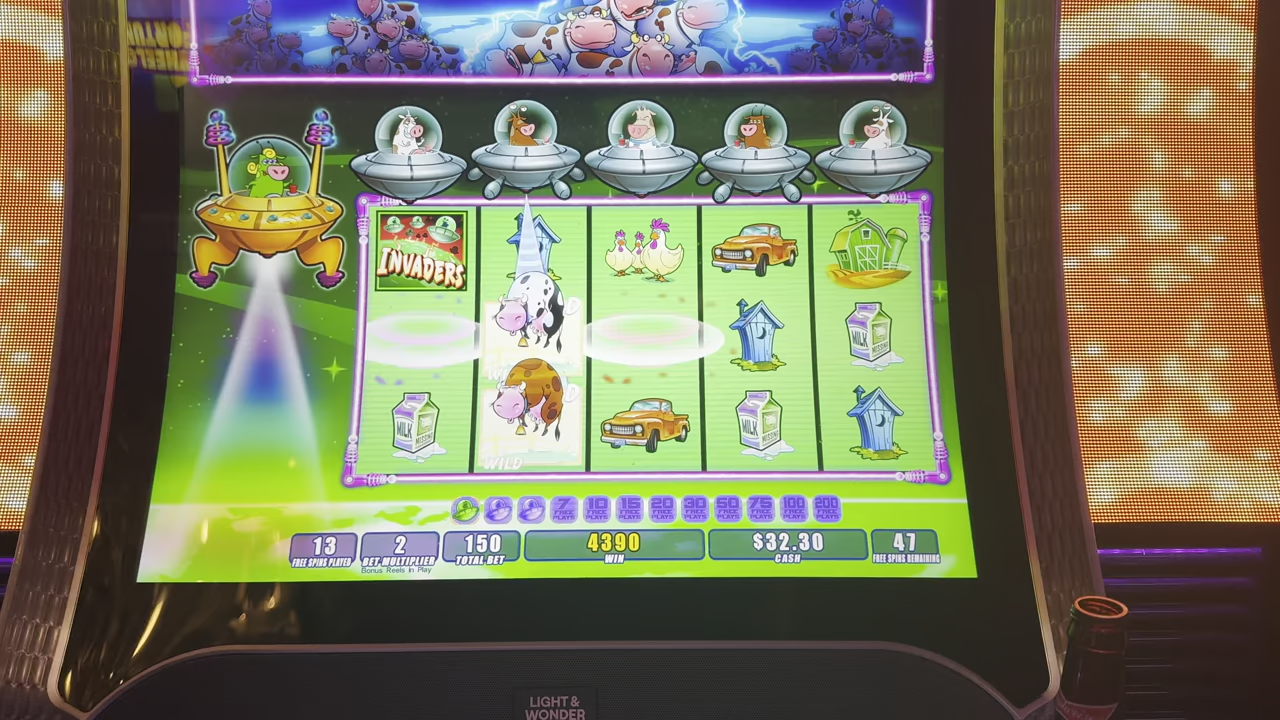 INVADERS
MILK
MILK
MILK
WILD
7 FREE PLAYS
10 FREE PLAYS
15 FREE PLAYS
20 FREE PLAYS
30 FREE PLAYS
50 FREE PLAYS
75 FREE PLAYS
100 FREE PLAYS
200 FREE PLAYS
13
FREE SPINS PLAYED
2
BET MULTIPLIER
Bonus Reels In Play
150
TOTAL BET
4390
WIN
$32.30
CASH
47
FREE SPINS REMAINING
LIGHT &
WONDER